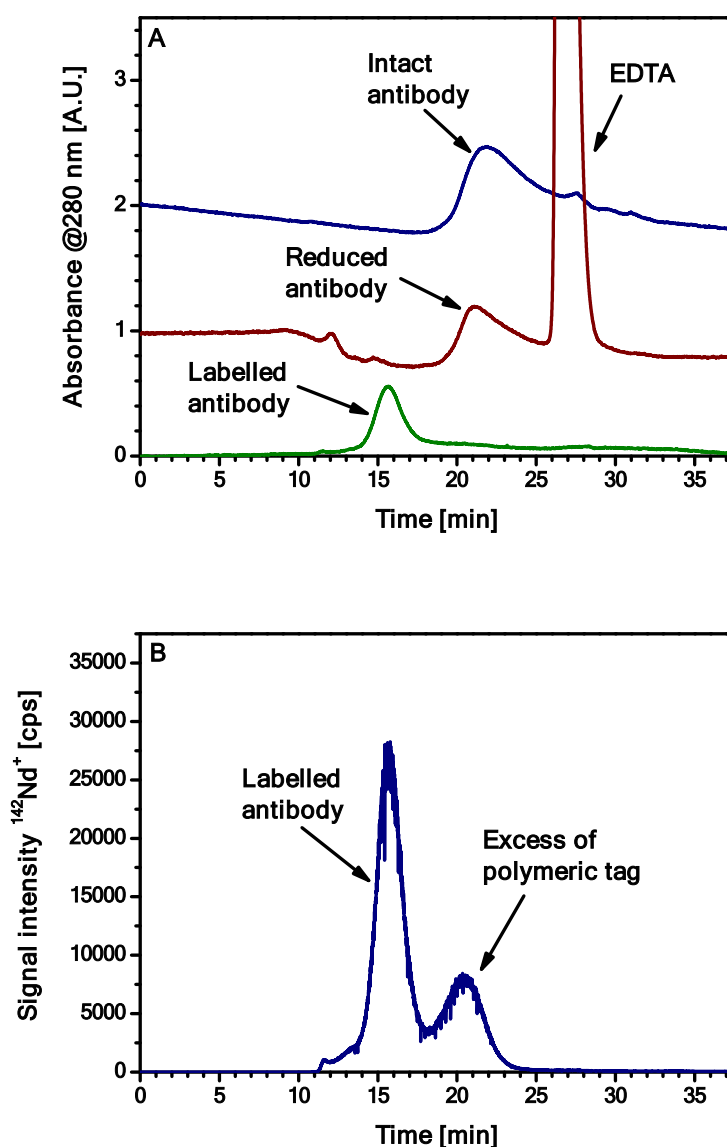 A
Intact
antibody
EDTA
Reduced
antibody
Labelled
antibody
Absorbance @280 nm [A.U.]
3
2
1
0
0 5 10 15 20 25 30 35
Time [min]
B
Labelled
antibody
Excess of
polymeric tag
Signal intensity ¹⁴²Nd⁺ [cps]
35000
30000
25000
20000
15000
10000
5000
0
0 5 10 15 20 25 30 35
Time [min]